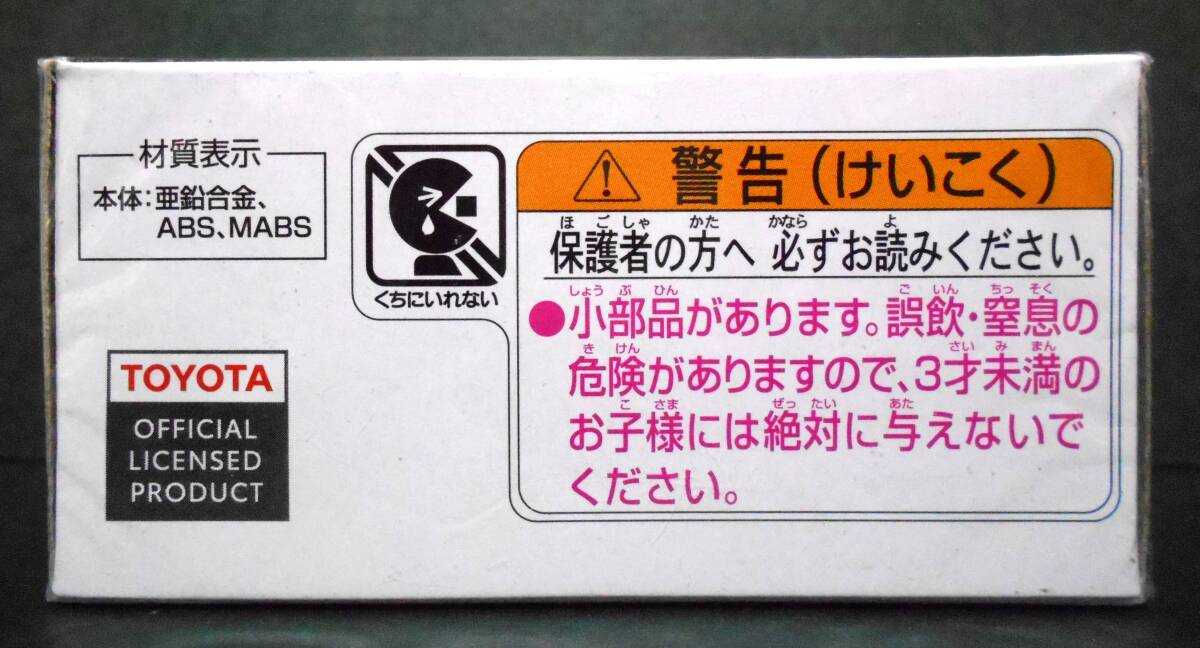 材質表示
本体：亜鉛合金、
ABS、MABS
TOYOTA
OFFICIAL
LICENSED
PRODUCT
くちにいれない
警告（けいこく）
ほごしゃ かた かなら よ
保護者の方へ 必ずお読みください。
しょうぶひん ごいん ちっそく
●小部品があります。誤飲・窒息の
きけん さいみまん
危険がありますので、3才未満の
こさま ぜったい あた
お子様には絶対に与えないで
ください。